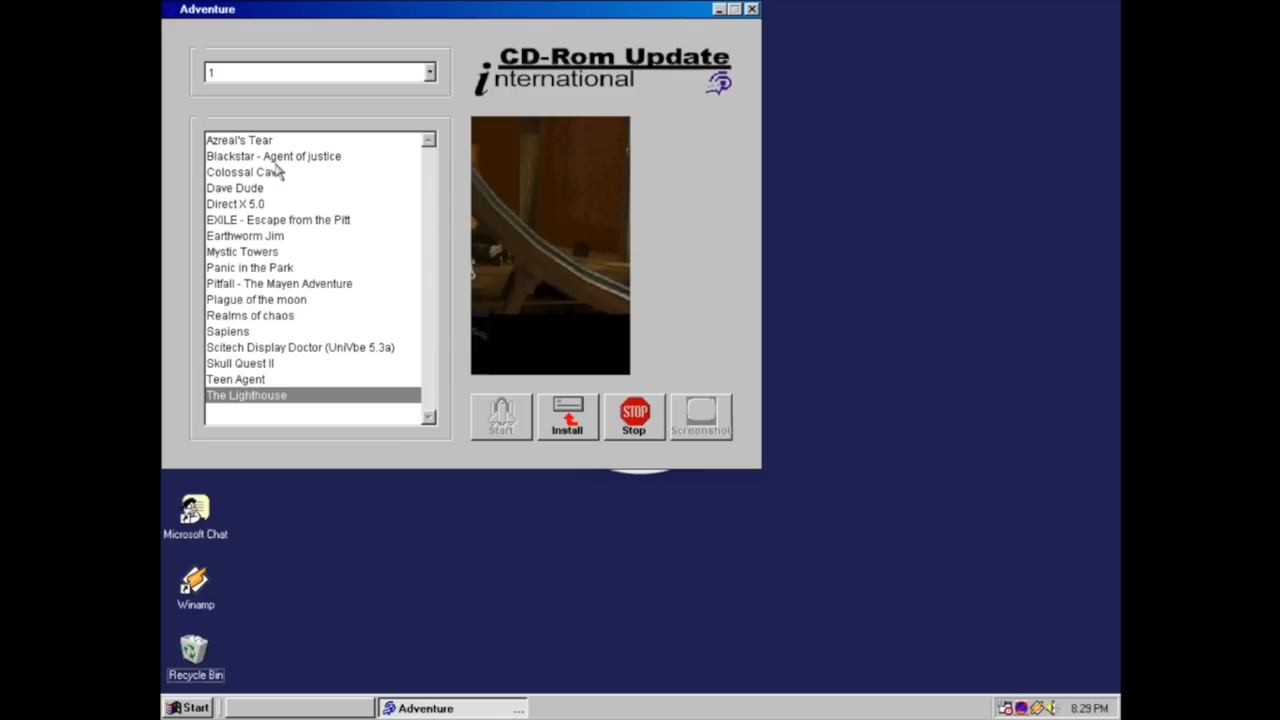 Adventure
1
CD-Rom Update
international
Azreal's Tear
Blackstar - Agent of justice
Colossal Cave
Dave Dude
Direct X 5.0
EXILE - Escape from the Pitt
Earthworm Jim
Mystic Towers
Panic in the Park
Pitfall - The Mayen Adventure
Plague of the moon
Realms of chaos
Sapiens
Scitech Display Doctor (UniVbe 5.3a)
Skull Quest II
Teen Agent
The Lighthouse
Start
Install
STOP
Stop
Screenshot
Microsoft Chat
Winamp
Recycle Bin
Start
Adventure ...
8:29 PM